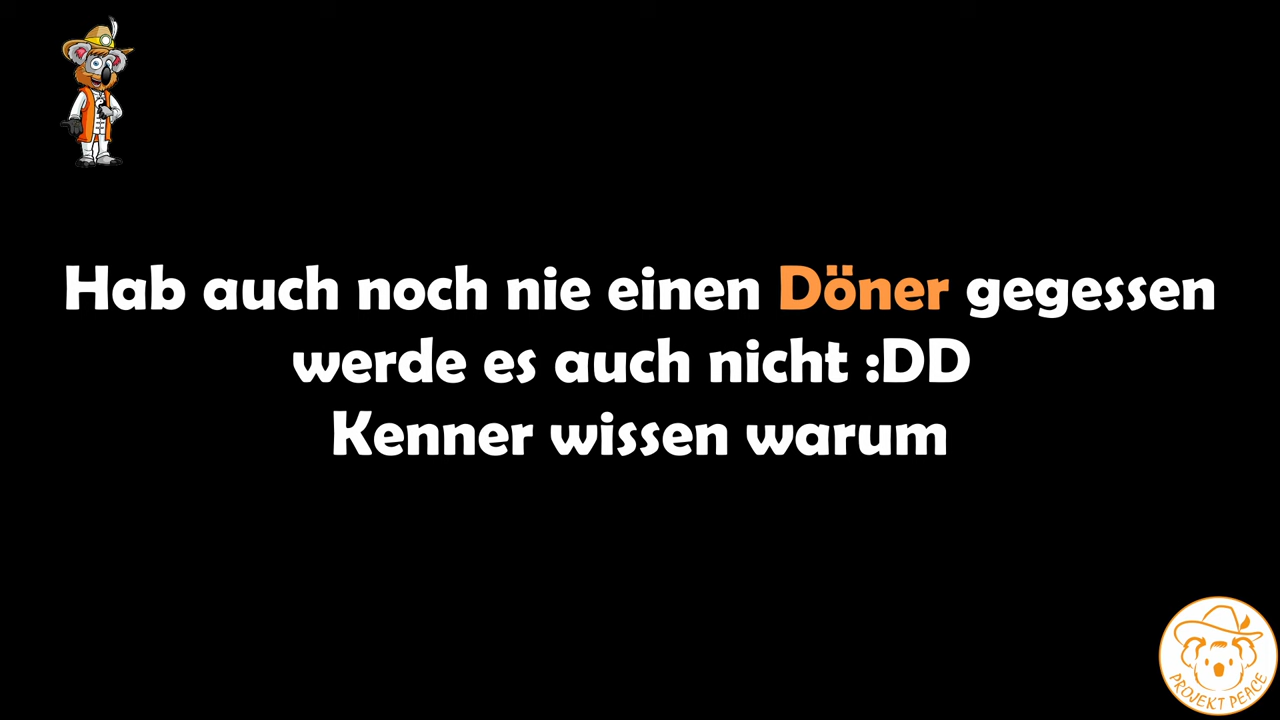 Hab auch noch nie einen Döner gegessen
werde es auch nicht :DD
Kenner wissen warum
PROJEKT PEACE